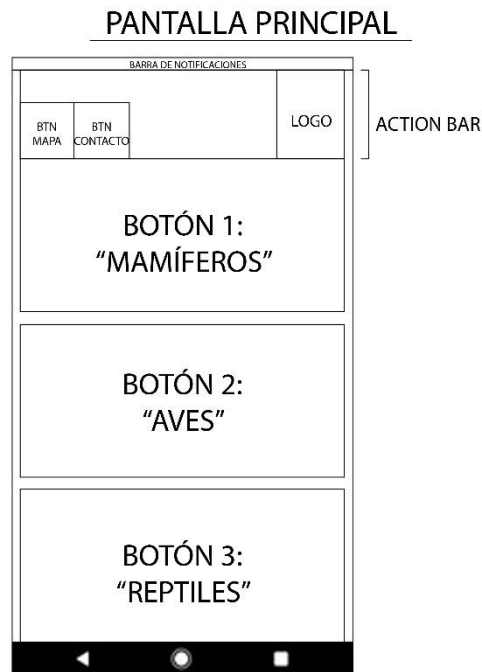 PANTALLA PRINCIPAL
BARRA DE NOTIFICACIONES
BTN
MAPA
BTN
CONTACTO
LOGO
ACTION BAR
BOTÓN 1:
“MAMÍFEROS”
BOTÓN 2:
“AVES”
BOTÓN 3:
“REPTILES”